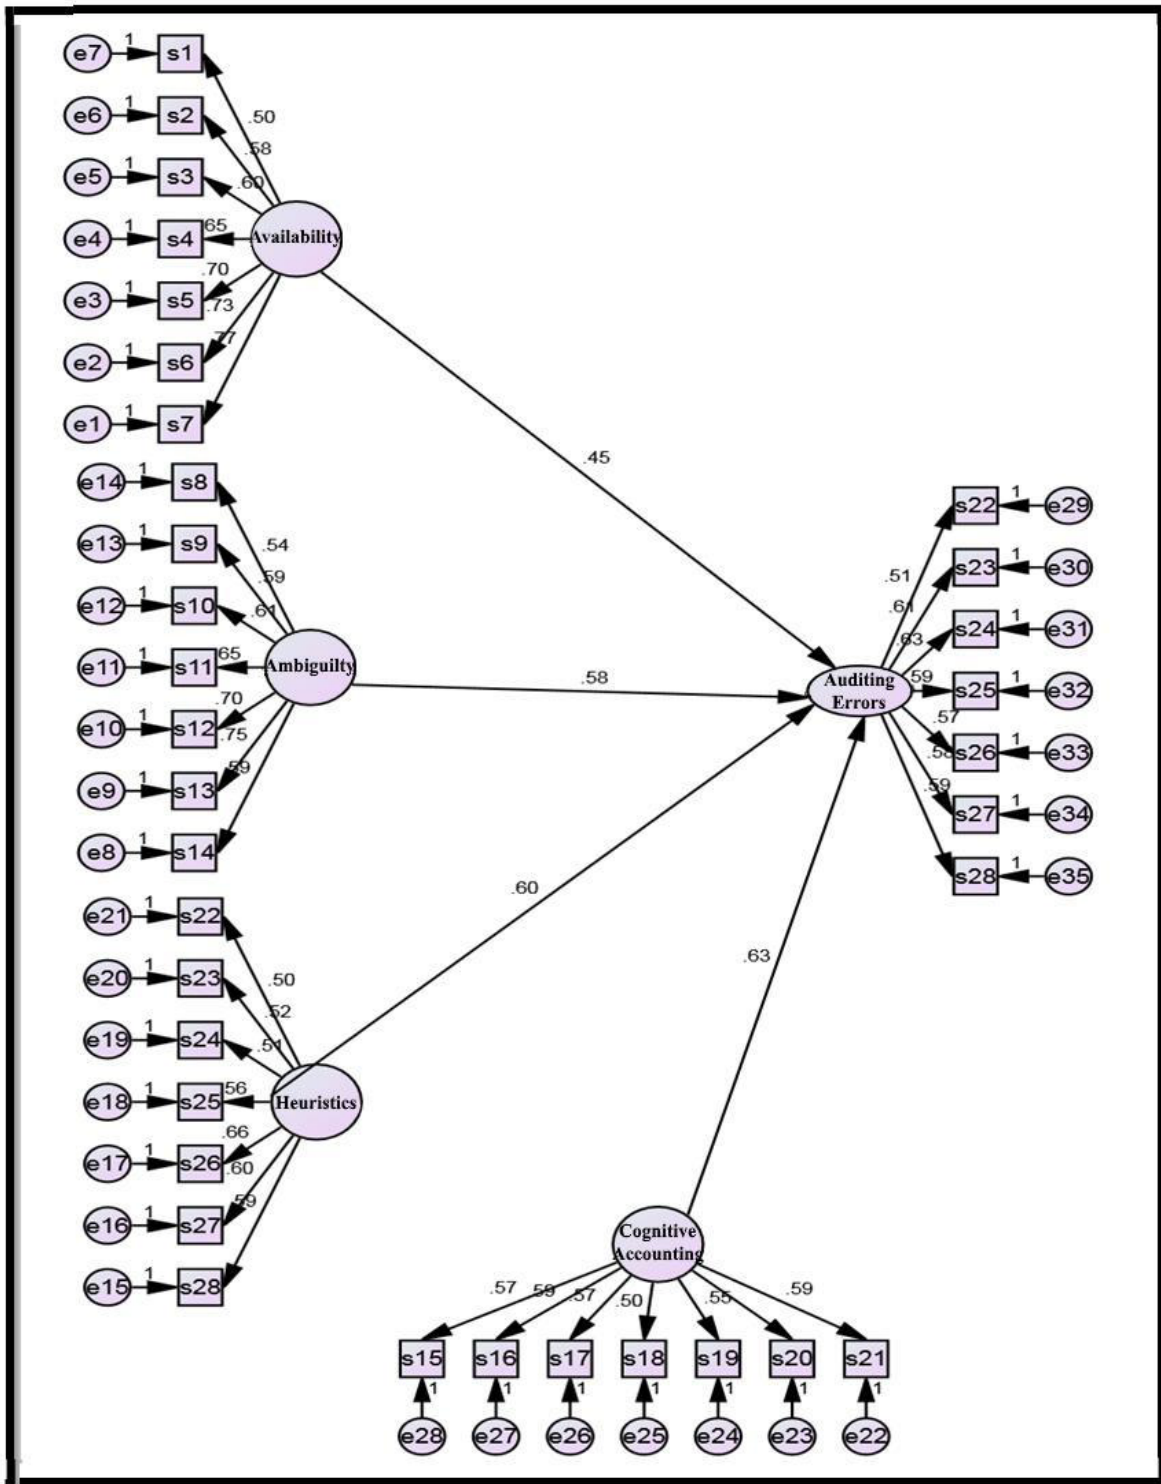 e7 1 s1
.50
e6 1 s2
.58
e5 1 s3
.60
e4 1 s4 65
Availability
.70
e3 1 s5
.73
e2 1 s6
.77
e1 1 s7
.45
e14 1 s8
.54
e13 1 s9
.59
e12 1 s10
.61
e11 1 s11 65
Ambiguilty
.70
e10 1 s12
.75
e9 1 s13
.59
e8 1 s14
.58
s22 1 e29
.51
s23 1 e30
.61
s24 1 e31
.63
Auditing
Errors
59
s25 1 e32
.57
s26 1 e33
.58
.59
s27 1 e34
s28 1 e35
.60
.63
e21 1 s22
.50
e20 1 s23
.52
e19 1 s24
.51
e18 1 s25 56
Heuristics
.66
e17 1 s26
.60
e16 1 s27
.59
e15 1 s28
Cognitive
Accounting
.57 .59 .57 .50 .55 .59
s15 s16 s17 s18 s19 s20 s21
1 1 1 1 1 1 1
e28 e27 e26 e25 e24 e23 e22